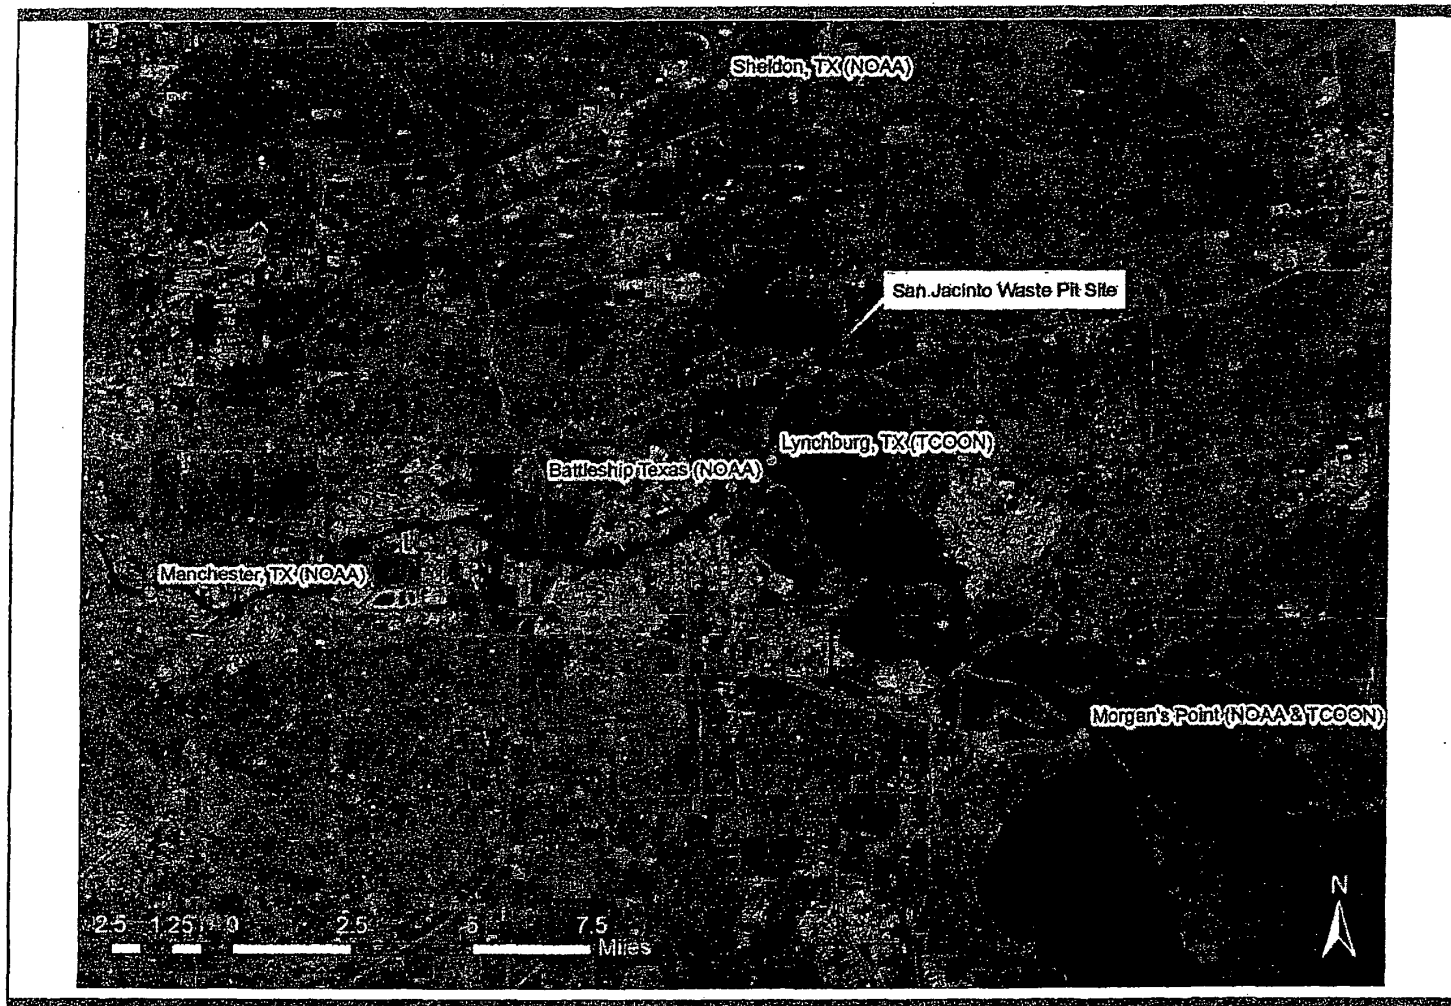 Sheldon, TX (NOAA)
San Jacinto Waste Pit Site
Lynchburg, TX (TCOON)
Battleship Texas (NOAA)
Manchester, TX (NOAA)
Morgan's Point (NOAA & TCOON)
N
2.5 1.25 0 2.5 5 7.5
Miles